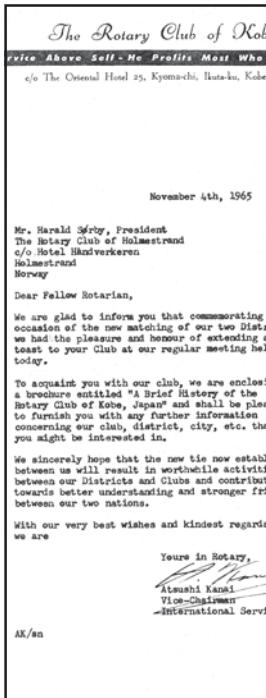 The Rotary Club of Kob
rvice Above Self - He Profits Most Who
c/o The Oriental Hotel 25, Kyoma-chi, Ikuta-ku, Kobe
November 4th, 1965
Mr. Harald Sørby, President
The Rotary Club of Holmestrand
c/o Hotel Håndverkeren
Holmestrand
Norway
Dear Fellow Rotarian,
We are glad to inform you that commemorating
occasion of the new matching of our two Dist
we had the pleasure and honour of extending a
toast to your Club at our regular meeting hel
today.
To acquaint you with our club, we are enclosi
a brochure entitled "A Brief History of the
Rotary Club of Kobe, Japan" and shall be plea
to furnish you with any further information
concerning our club, district, city, etc. tha
you might be interested in.
We sincerely hope that the new tie now establ
between us will result in worthwhile activiti
between our Districts and Clubs and contribut
towards better understanding and stronger fri
between our two nations.
With our very best wishes and kindest regards
we are
Yours in Rotary,
Atsushi Kanai
Vice-Chairman
International Servi
AK/sn